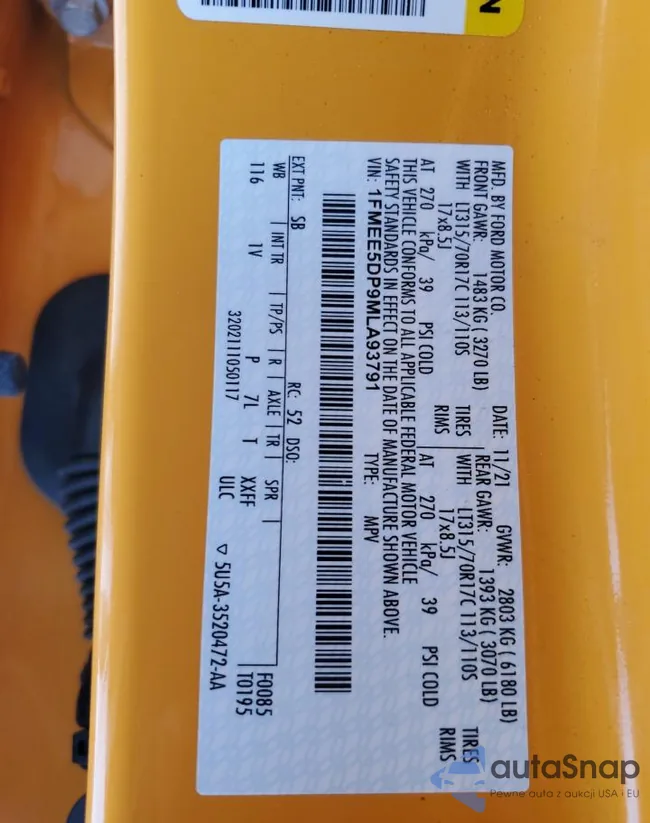 N
MFD. BY FORD MOTOR CO.
DATE: 11/21 GVWR: 2803 KG ( 6180 LB)
FRONT GAWR: 1483 KG ( 3270 LB) REAR GAWR: 1393 KG ( 3070 LB)
WITH LT315/70R17C 113/110S TIRES WITH LT315/70R17C 113/110S TIRES
17x8.5J RIMS 17x8.5J RIMS
AT 270 kPa/ 39 PSI COLD AT 270 kPa/ 39 PSI COLD
THIS VEHICLE CONFORMS TO ALL APPLICABLE FEDERAL MOTOR VEHICLE
SAFETY STANDARDS IN EFFECT ON THE DATE OF MANUFACTURE SHOWN ABOVE.
VIN: 1FMEE5DP9MLA93791 TYPE: MPV
EXT PNT: SB RC: 52 DSO:
WB INT TR TP/PS R AXLE TR SPR F0085
116 1V P 7L T XXFF T0195
3202111050117 ULC ▽ 5U5A-3520472-AA
autaSnap
Pewne auta z aukcji USA i EU